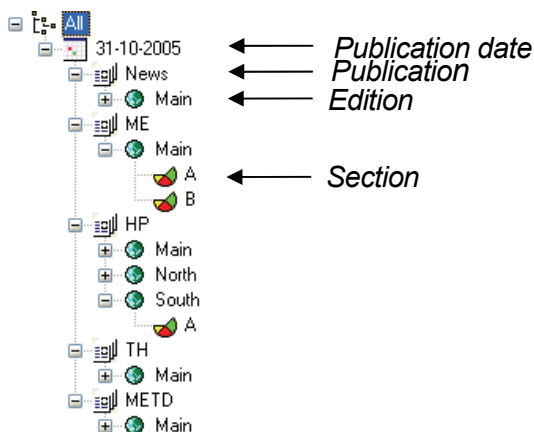 All
31-10-2005 Publication date
News Publication
Main Edition
ME
Main
A Section
B
HP
Main
North
South
A
TH
Main
METD
Main